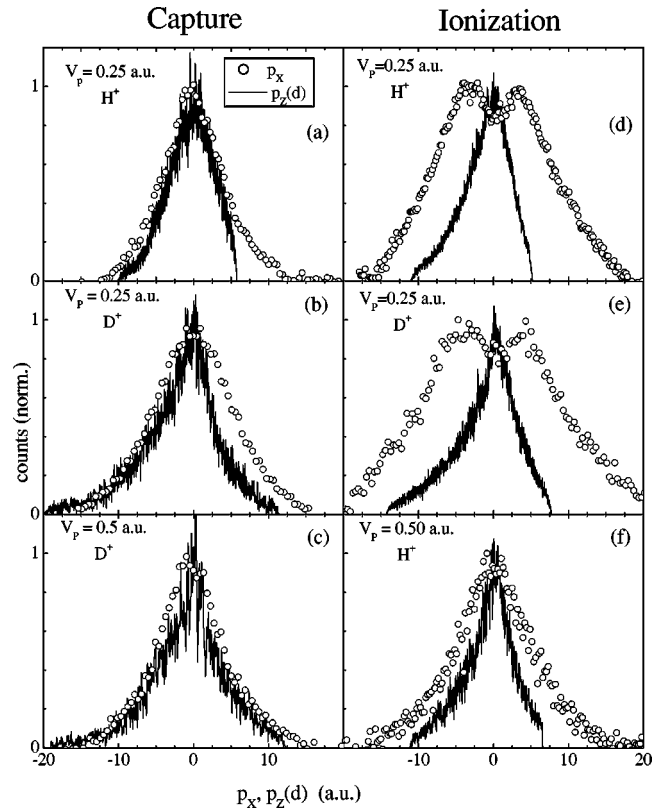 Capture
Ionization
V_p = 0.25 a.u.
H⁺
○ p_x
— p_z(d)
(a)
V_p=0.25 a.u.
H⁺
(d)
1
0
V_P = 0.25 a.u.
D⁺
(b)
V_P=0.25 a.u.
D⁺
(e)
1
0
V_P = 0.5 a.u.
D⁺
(c)
V_P = 0.50 a.u.
H⁺
(f)
1
0
counts (norm.)
-20 -10 0 10 -10 0 10 20
p_x, p_z(d) (a.u.)